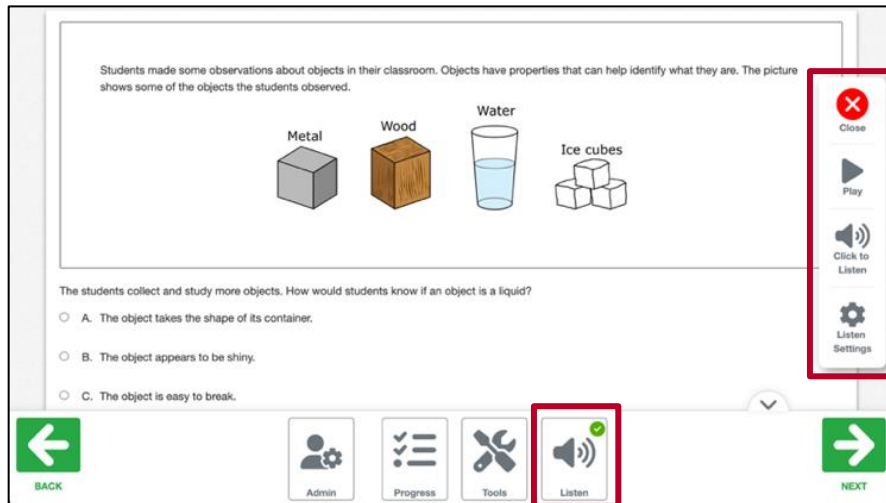 Students made some observations about objects in their classroom. Objects have properties that can help identify what they are. The picture
shows some of the objects the students observed.
Metal
Wood
Water
Ice cubes
The students collect and study more objects. How would students know if an object is a liquid?
A. The object takes the shape of its container.
B. The object appears to be shiny.
C. The object is easy to break.
Close
Play
Click to
Listen
Listen
Settings
BACK
Admin
Progress
Tools
Listen
NEXT